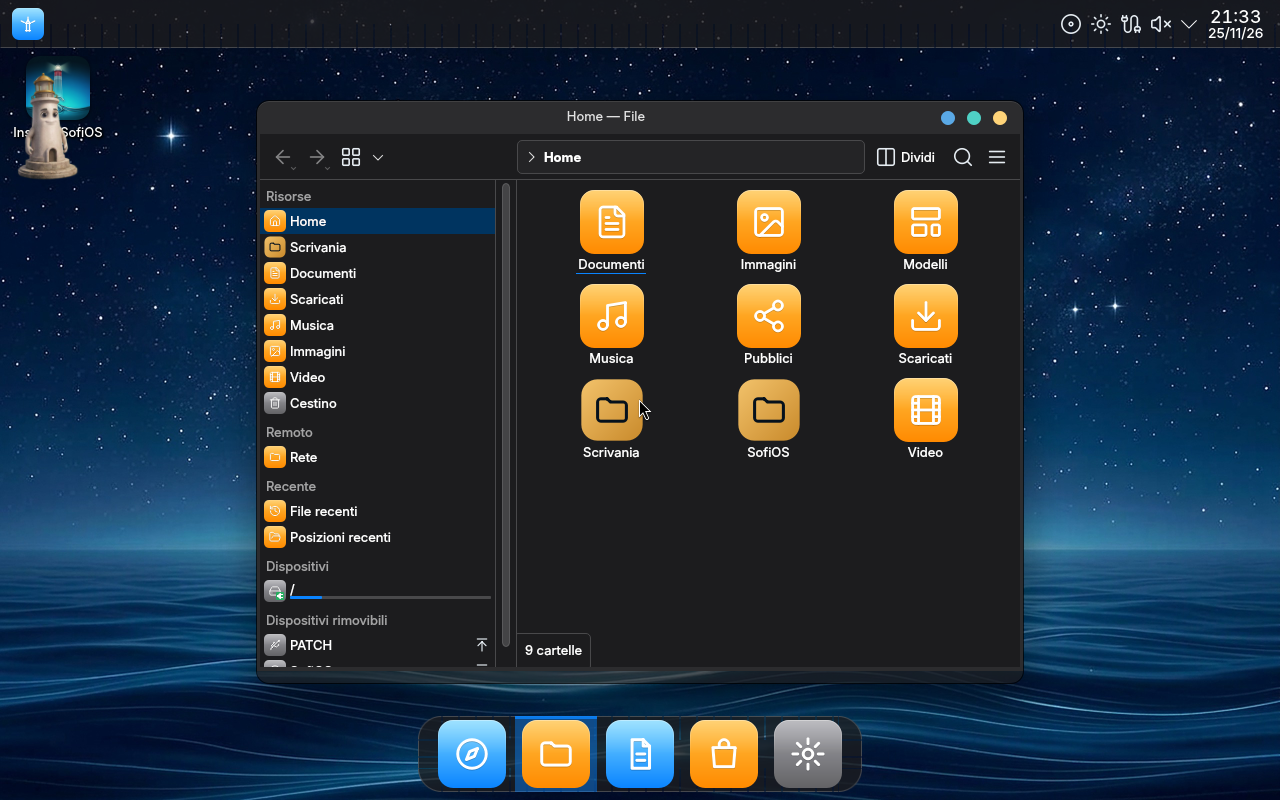 21:33
25/11/26
SofiOS
Home — File
Home
Dividi
Risorse
Home
Scrivania
Documenti
Scaricati
Musica
Immagini
Video
Cestino
Remoto
Rete
Recente
File recenti
Posizioni recenti
Dispositivi
/
Dispositivi rimovibili
PATCH
Documenti
Immagini
Modelli
Musica
Pubblici
Scaricati
Scrivania
SofiOS
Video
9 cartelle